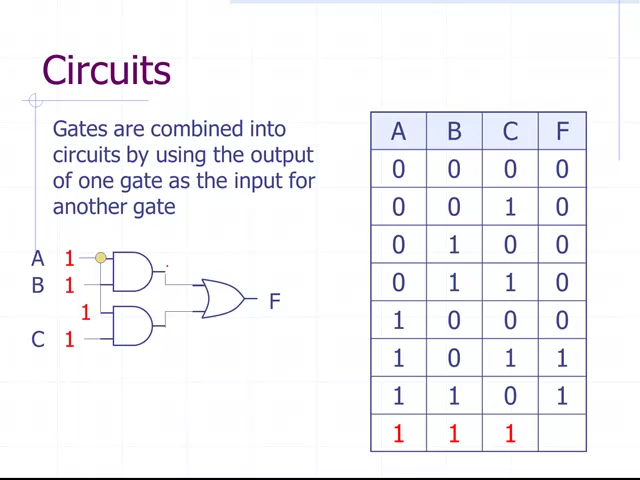 Circuits
Gates are combined into
circuits by using the output
of one gate as the input for
another gate
A 1
B 1
1
C 1
F
A B C F
0 0 0 0
0 0 1 0
0 1 0 0
0 1 1 0
1 0 0 0
1 0 1 1
1 1 0 1
1 1 1